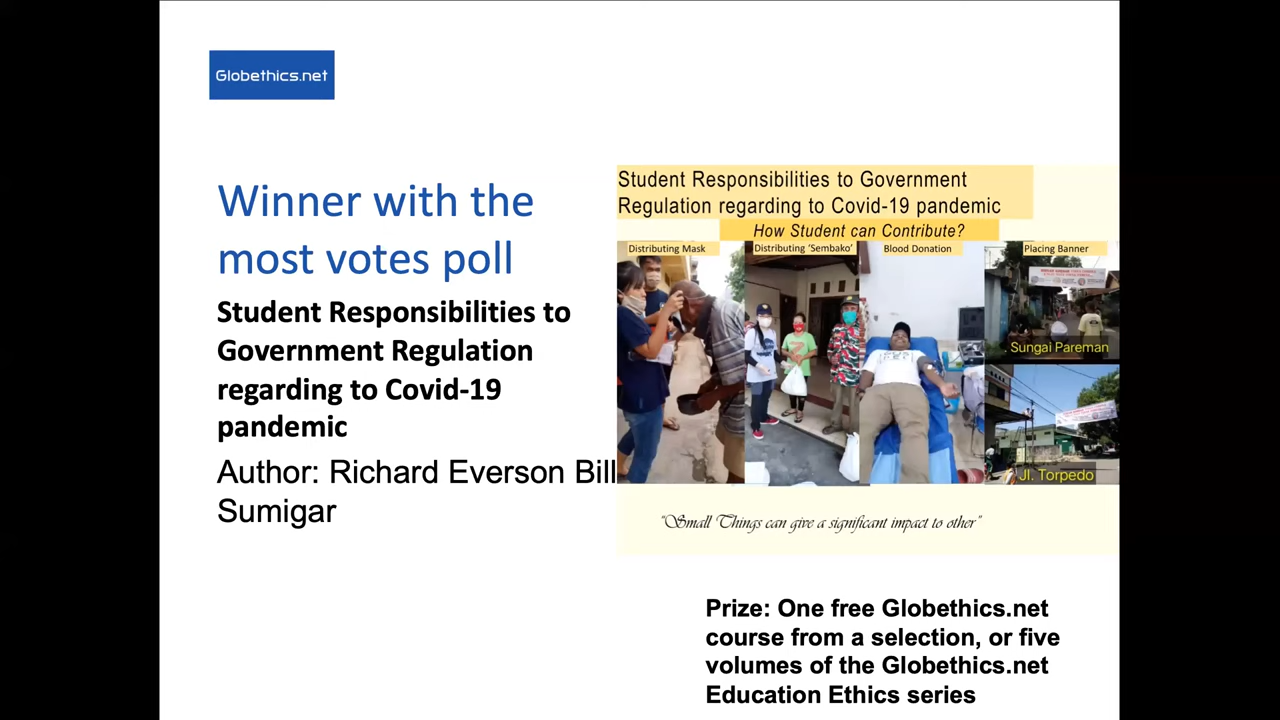 Globethics.net
Winner with the
most votes poll
Student Responsibilities to
Government Regulation
regarding to Covid-19
pandemic
Author: Richard Everson Bill
Sumigar
Student Responsibilities to Government
Regulation regarding to Covid-19 pandemic
How Student can Contribute?
Distributing Mask
Distributing 'Sembako'
Blood Donation
Placing Banner
Sungai Pareman
Jl. Torpedo
"Small Things can give a significant impact to other"
Prize: One free Globethics.net
course from a selection, or five
volumes of the Globethics.net
Education Ethics series